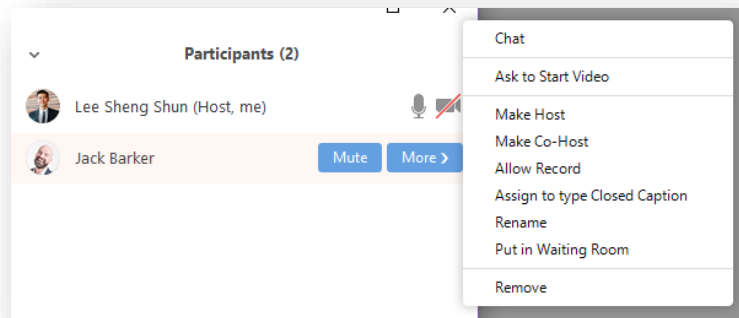 Participants (2)
Lee Sheng Shun (Host, me)
Jack Barker
Mute
More
Chat
Ask to Start Video
Make Host
Make Co-Host
Allow Record
Assign to type Closed Caption
Rename
Put in Waiting Room
Remove